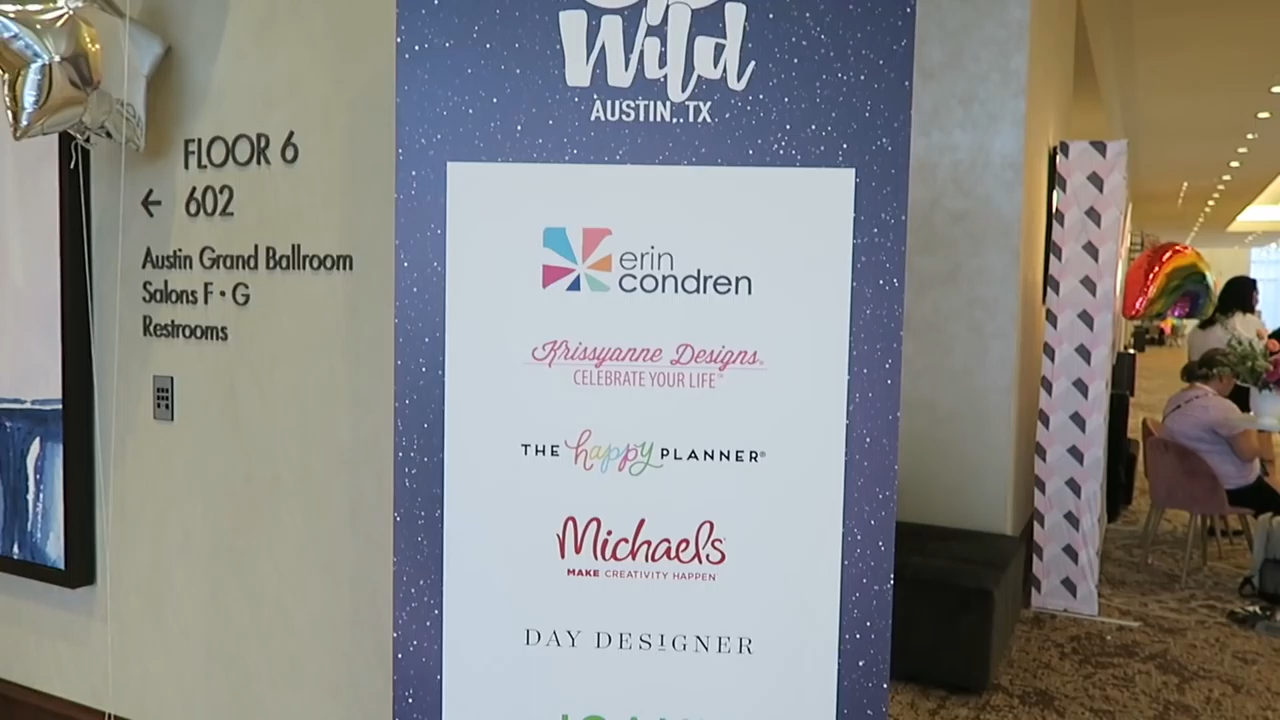 Wild
AUSTIN, TX
FLOOR 6
← 602
Austin Grand Ballroom
Salons F • G
Restrooms
erin
condren
Krissyanne Designs®
CELEBRATE YOUR LIFE™
THE happy PLANNER®
Michaels
MAKE CREATIVITY HAPPEN
DAY DESIGNER